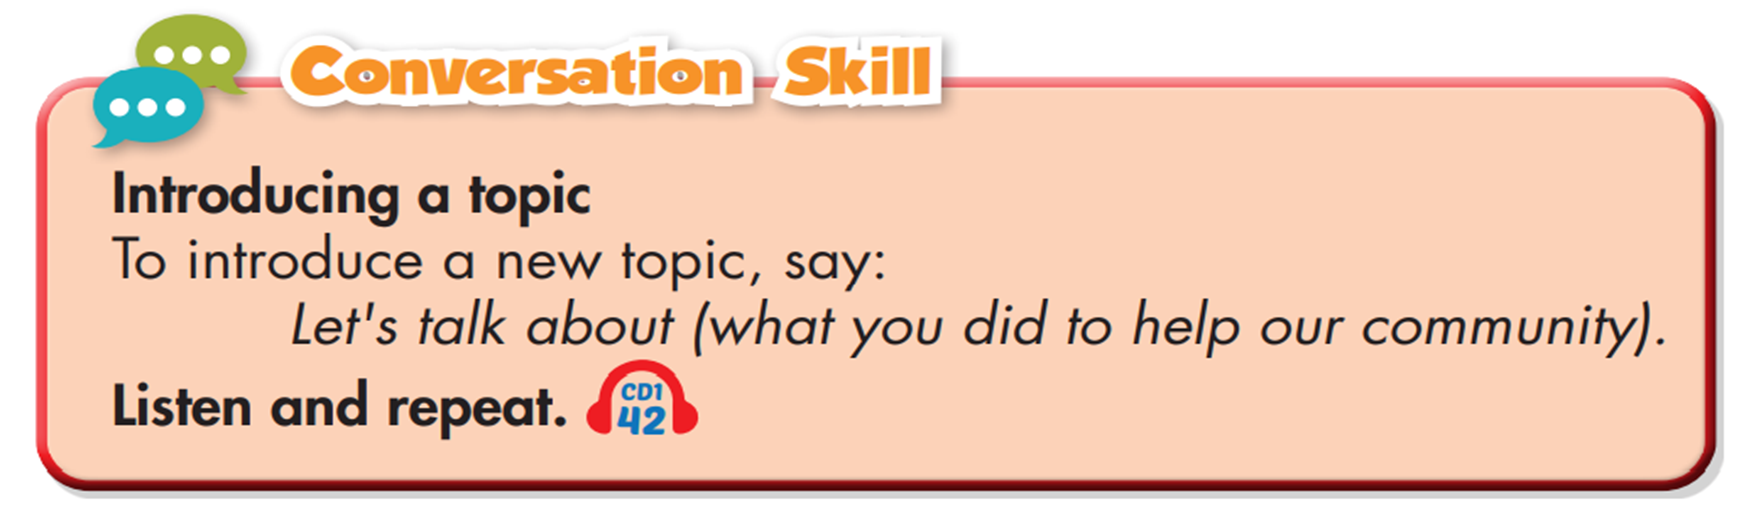 Conversation Skill
Introducing a topic
To introduce a new topic, say:
Let's talk about (what you did to help our community).
Listen and repeat. CD1 42